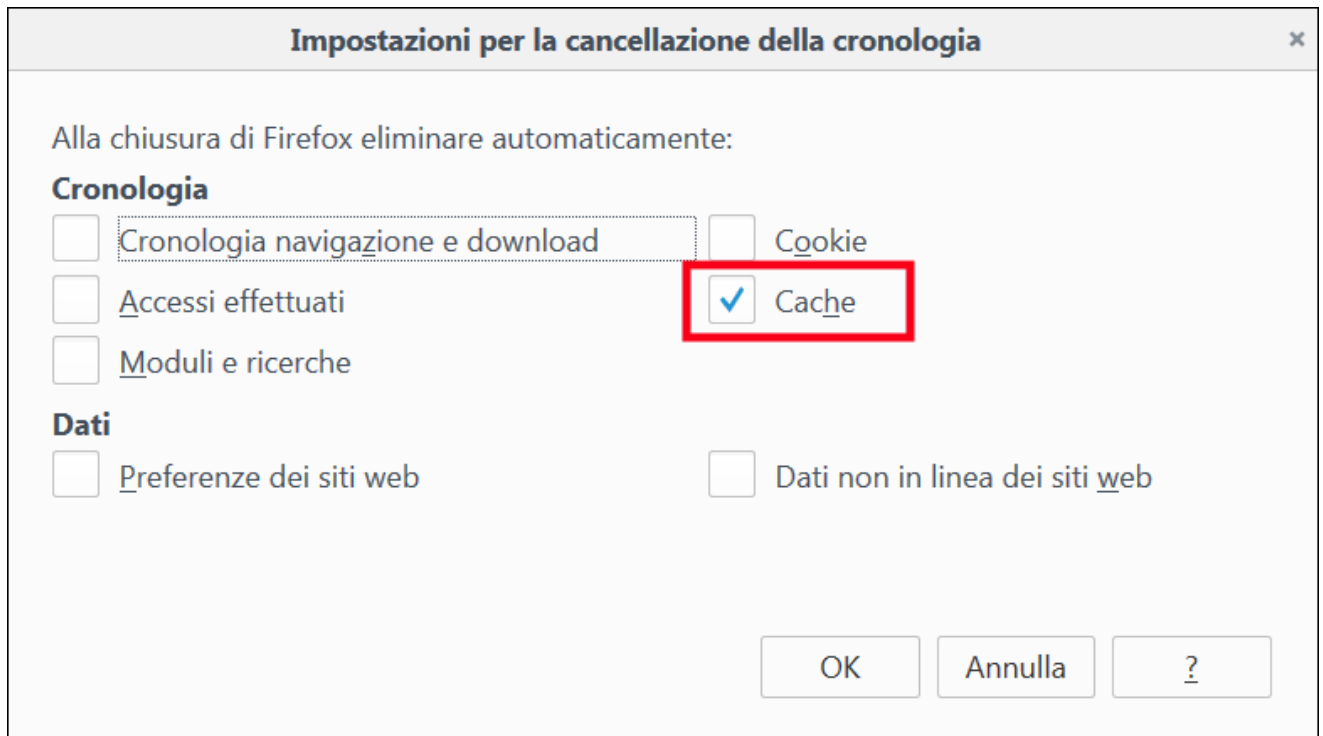 Impostazioni per la cancellazione della cronologia ×
Alla chiusura di Firefox eliminare automaticamente:
Cronologia
Cronologia navigazione e download Cookie
Accessi effettuati Cache
Moduli e ricerche
Dati
Preferenze dei siti web Dati non in linea dei siti web
OK Annulla ?